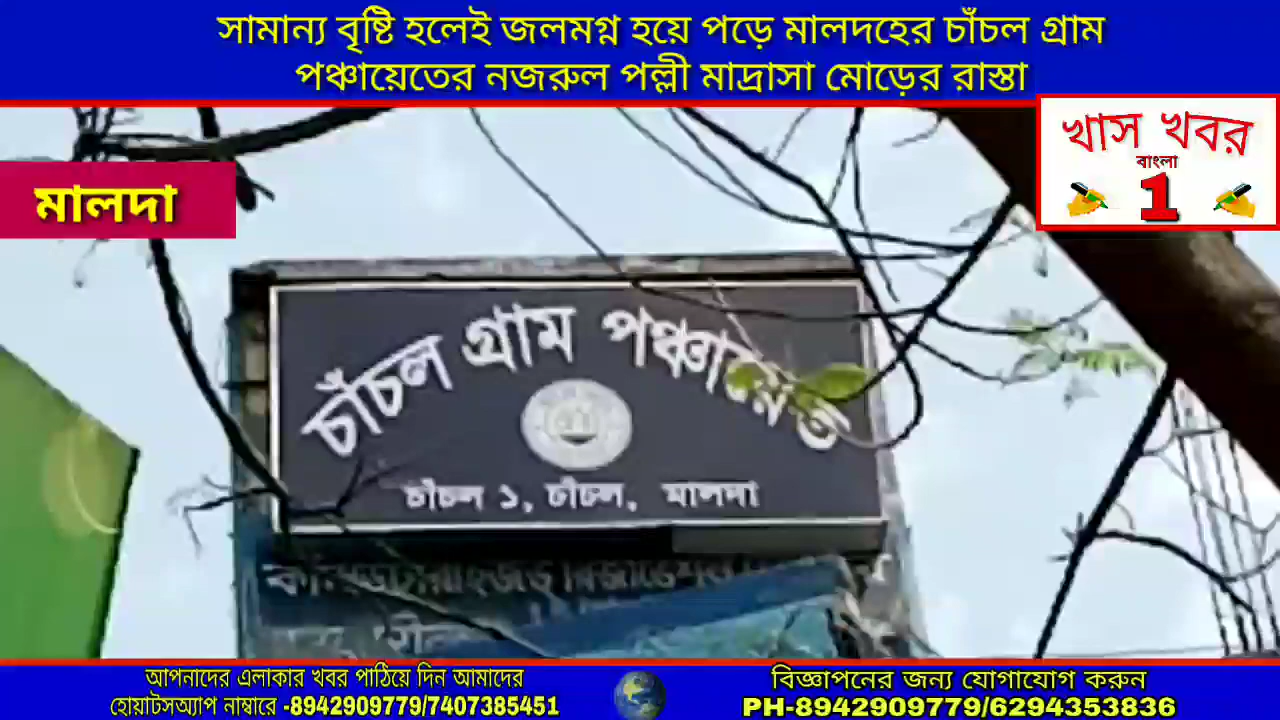 সামান্য বৃষ্টি হলেই জলমগ্ন হয়ে পড়ে মালদহের চাঁচল গ্রাম
পঞ্চায়েতের নজরুল পল্লী মাদ্রাসা মোড়ের রাস্তা
খাস খবর
বাংলা
1
মালদা
চাঁচল গ্রাম পঞ্চায়েত
চাঁচল ১, চাঁচল, মালদা
আপনাদের এলাকার খবর পাঠিয়ে দিন আমাদের
হোয়াটসঅ্যাপ নাম্বারে -8942909779/7407385451
বিজ্ঞাপনের জন্য যোগাযোগ করুন
PH-8942909779/6294353836